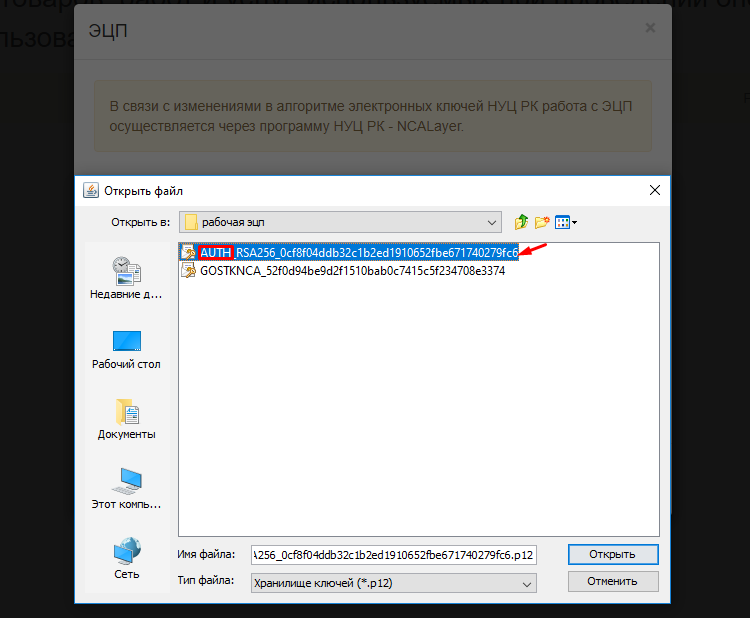 ЭЦП
В связи с изменениями в алгоритме электронных ключей НУЦ РК работа с ЭЦП
осуществляется через программу НУЦ РК - NCALayer.
Открыть файл
Открыть в:
рабочая эцп
AUTH_RSA256_0cf8f04ddb32c1b2ed1910652fbe671740279fc6
GOSTKNCA_52f0d94be9d2f1510bab0c7415c5f234708e3374
Недавние д...
Рабочий стол
Документы
Этот компь...
Сеть
Имя файла:
A256_0cf8f04ddb32c1b2ed1910652fbe671740279fc6.p12
Открыть
Тип файла:
Хранилище ключей (*.p12)
Отменить